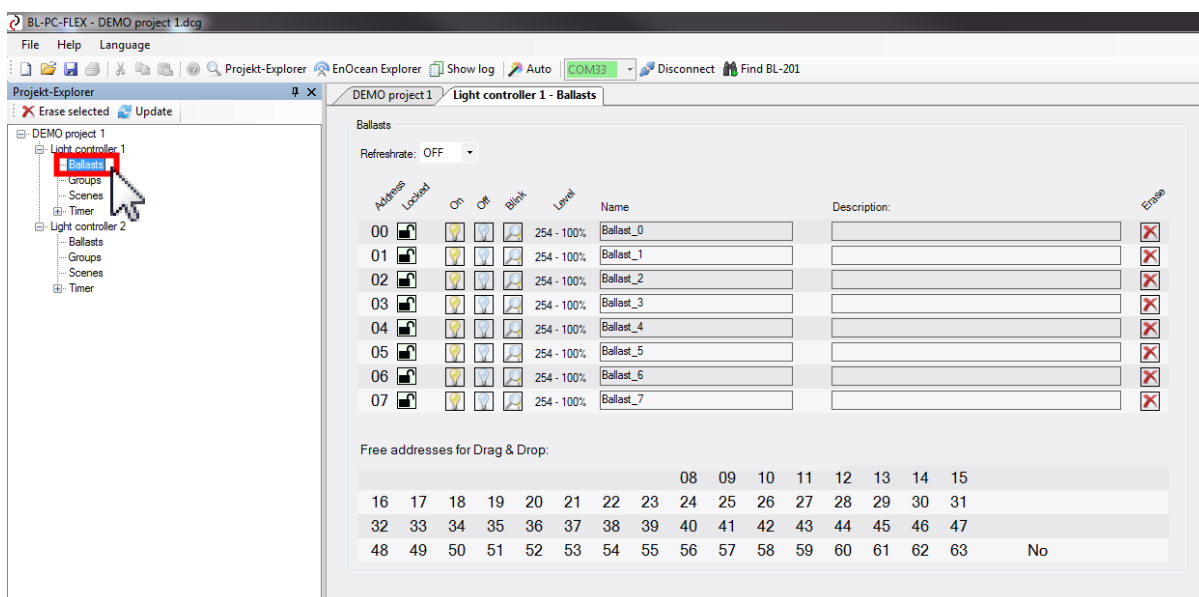 BL-PC-FLEX - DEMO project 1.dcg
File Help Language
Projekt-Explorer EnOcean Explorer Show log Auto COM33 Disconnect Find BL-201
Projekt-Explorer
Erase selected Update
DEMO project 1
Light controller 1
Ballasts
Groups
Scenes
Timer
Light controller 2
Ballasts
Groups
Scenes
Timer
DEMO project 1 Light controller 1 - Ballasts
Ballasts
Refreshrate: OFF
Address Locked On Off Blink Level Name Description: Erase
00 254 - 100% Ballast_0
01 254 - 100% Ballast_1
02 254 - 100% Ballast_2
03 254 - 100% Ballast_3
04 254 - 100% Ballast_4
05 254 - 100% Ballast_5
06 254 - 100% Ballast_6
07 254 - 100% Ballast_7
Free addresses for Drag & Drop:
08 09 10 11 12 13 14 15
16 17 18 19 20 21 22 23 24 25 26 27 28 29 30 31
32 33 34 35 36 37 38 39 40 41 42 43 44 45 46 47
48 49 50 51 52 53 54 55 56 57 58 59 60 61 62 63 No